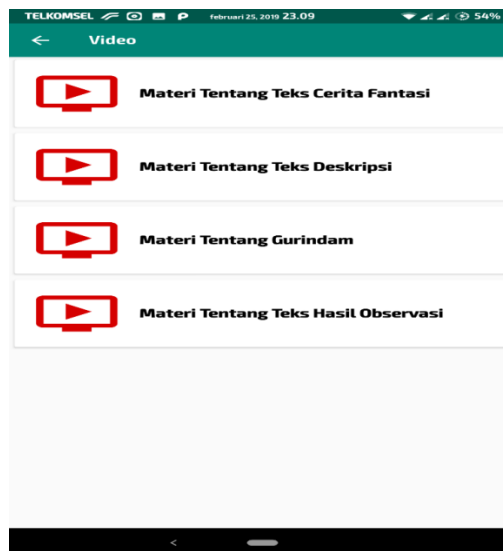 TELKOMSEL februari 25, 2019 23.09 54%
Video
Materi Tentang Teks Cerita Fantasi
Materi Tentang Teks Deskripsi
Materi Tentang Gurindam
Materi Tentang Teks Hasil Observasi